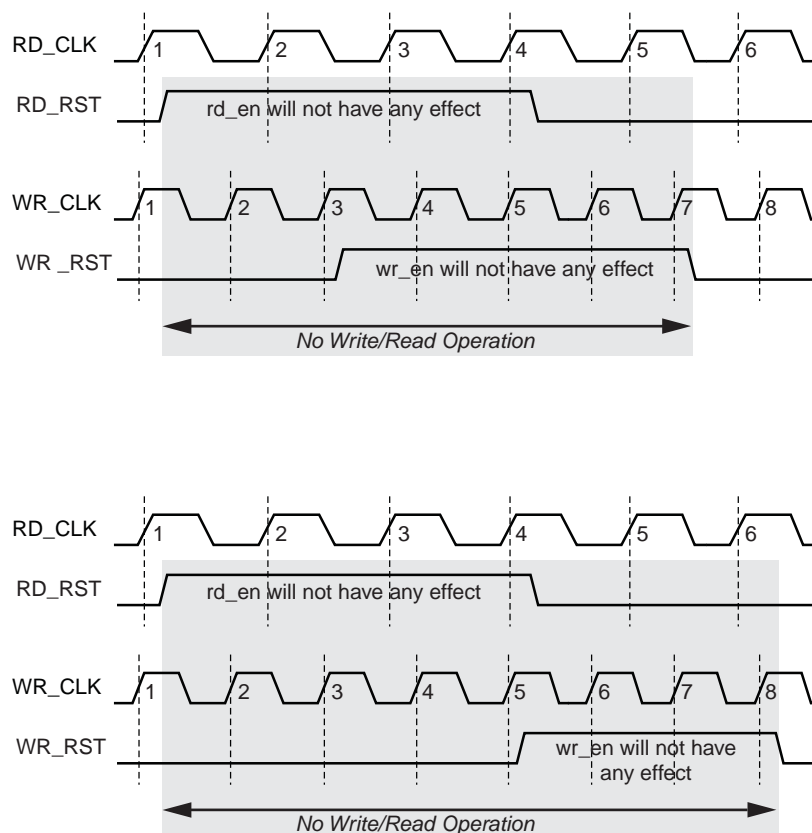 RD_CLK 1 2 3 4 5 6
RD_RST rd_en will not have any effect
WR_CLK 1 2 3 4 5 6 7 8
WR _RST wr_en will not have any effect
No Write/Read Operation
RD_CLK 1 2 3 4 5 6
RD_RST rd_en will not have any effect
WR_CLK 1 2 3 4 5 6 7 8
WR_RST wr_en will not have
any effect
No Write/Read Operation